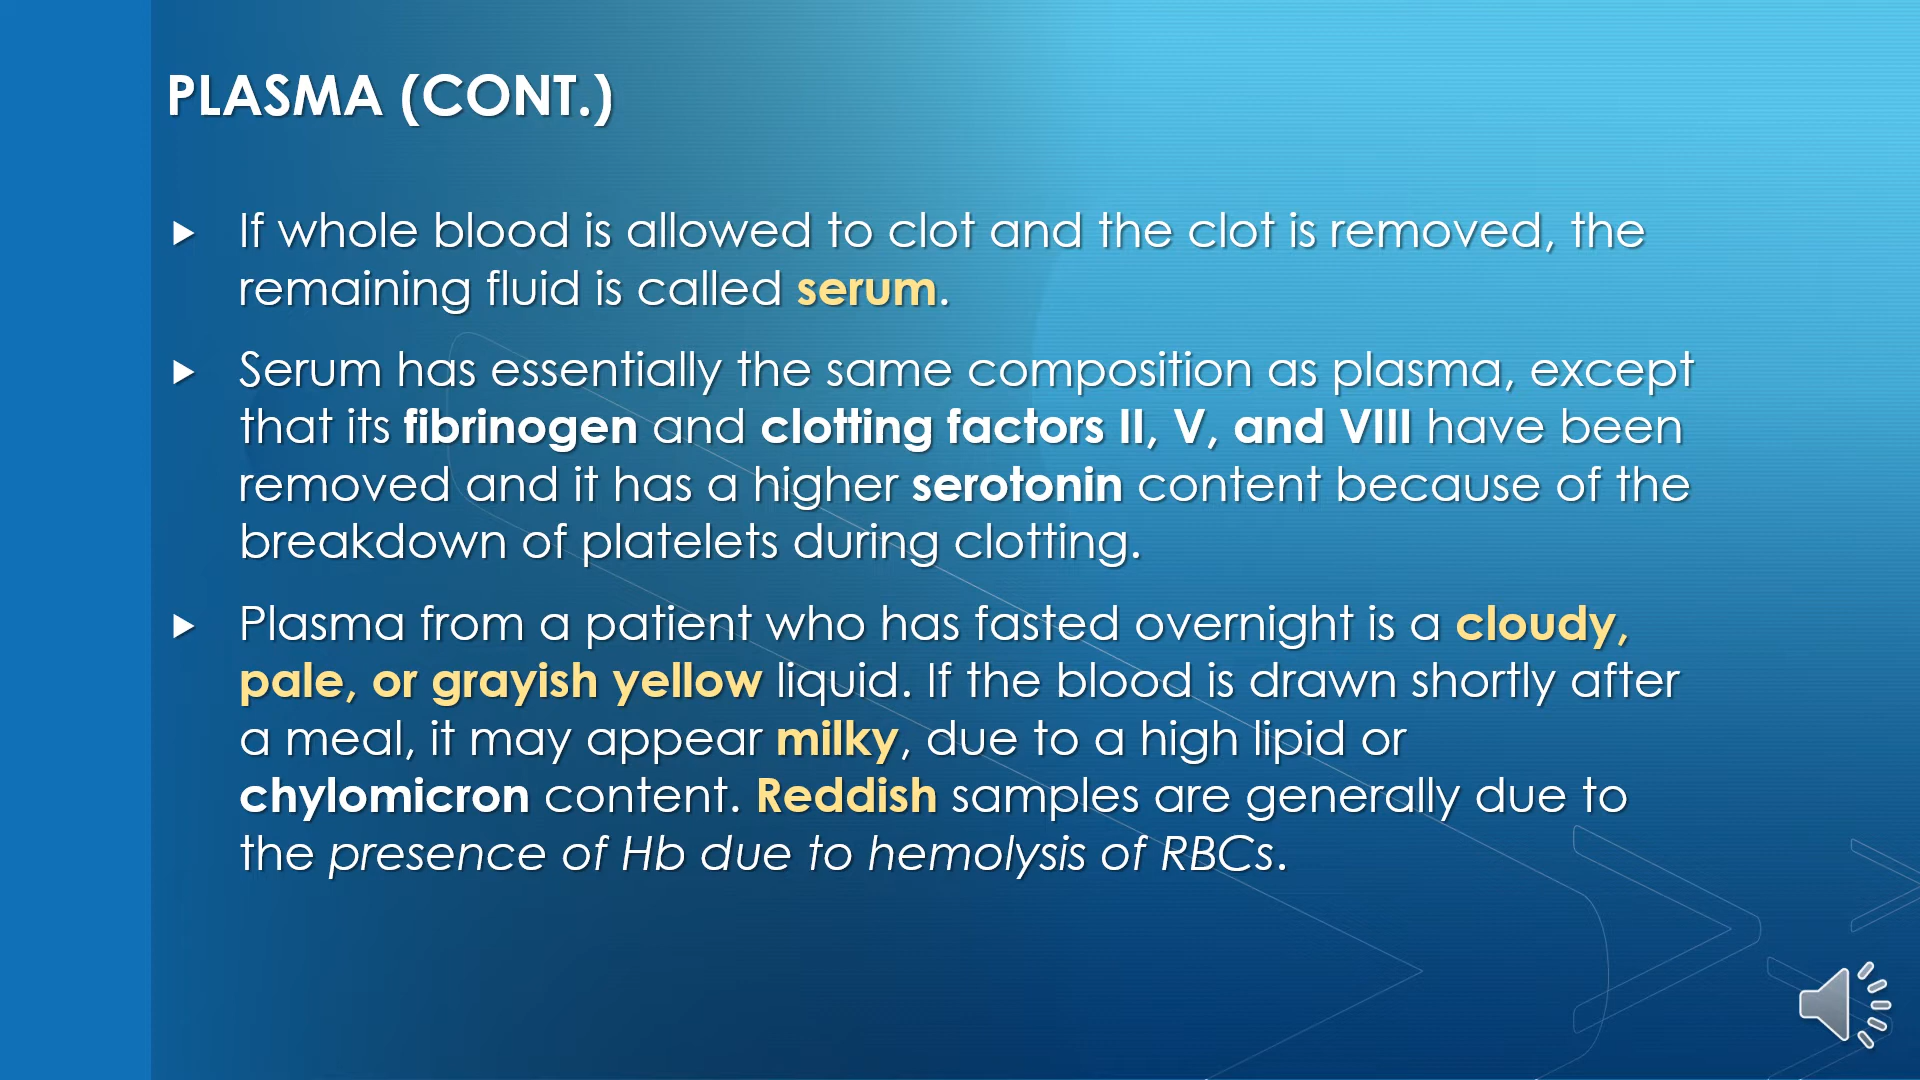 PLASMA (CONT.)
If whole blood is allowed to clot and the clot is removed, the
remaining fluid is called serum.
Serum has essentially the same composition as plasma, except
that its fibrinogen and clotting factors II, V, and VIII have been
removed and it has a higher serotonin content because of the
breakdown of platelets during clotting.
Plasma from a patient who has fasted overnight is a cloudy,
pale, or grayish yellow liquid. If the blood is drawn shortly after
a meal, it may appear milky, due to a high lipid or
chylomicron content. Reddish samples are generally due to
the presence of Hb due to hemolysis of RBCs.